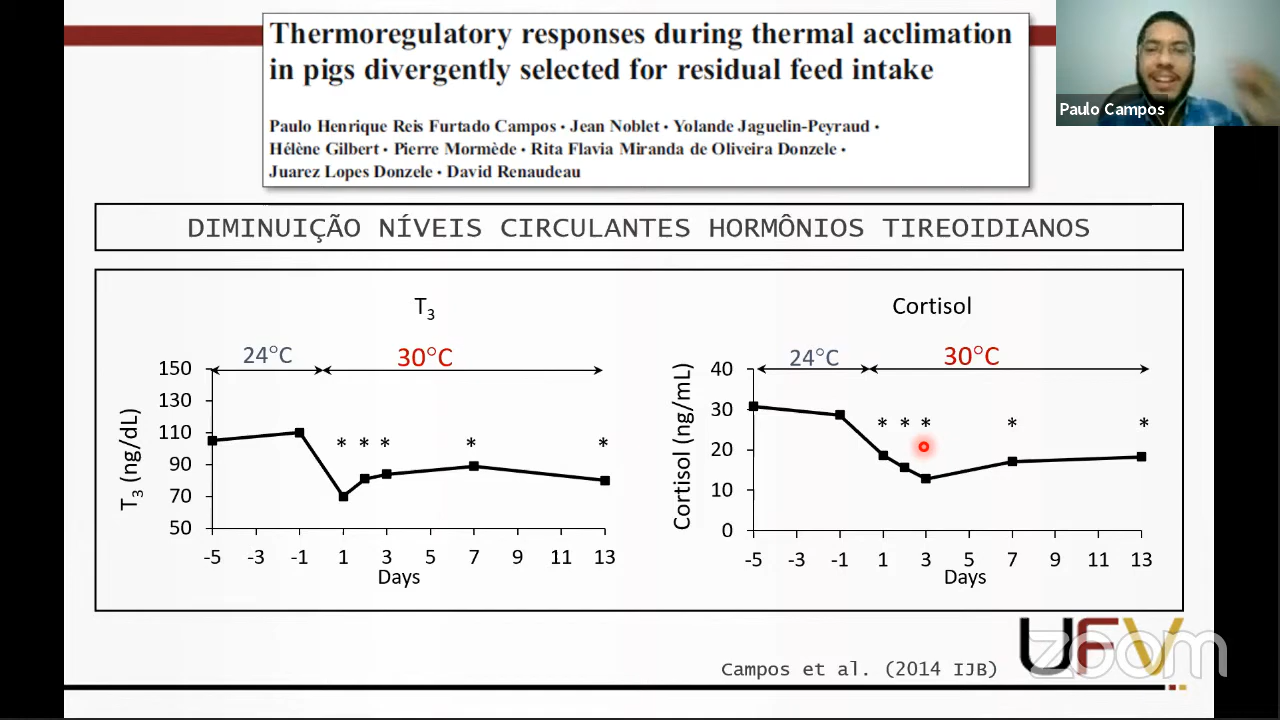 Thermoregulatory responses during thermal acclimation
in pigs divergently selected for residual feed intake
Paulo Henrique Reis Furtado Campos · Jean Noblet · Yolande Jaguelin-Peyraud ·
Hélène Gilbert · Pierre Mormède · Rita Flavia Miranda de Oliveira Donzele ·
Juarez Lopes Donzele · David Renaudeau
Paulo Campos
DIMINUIÇÃO NÍVEIS CIRCULANTES HORMÔNIOS TIREOIDIANOS
T3
24°C 30°C
T3 (ng/dL)
150
130
110
90
70
50
* * * * *
-5 -3 -1 1 3 5 7 9 11 13
Days
Cortisol
24°C 30°C
Cortisol (ng/mL)
40
30
20
10
0
* * * * *
-5 -3 -1 1 3 5 7 9 11 13
Days
Campos et al. (2014 IJB)
UFV
zoom